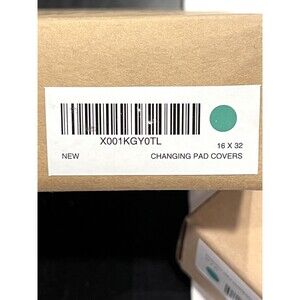 X001KGY0TL
16 X 32
NEW
CHANGING PAD COVERS